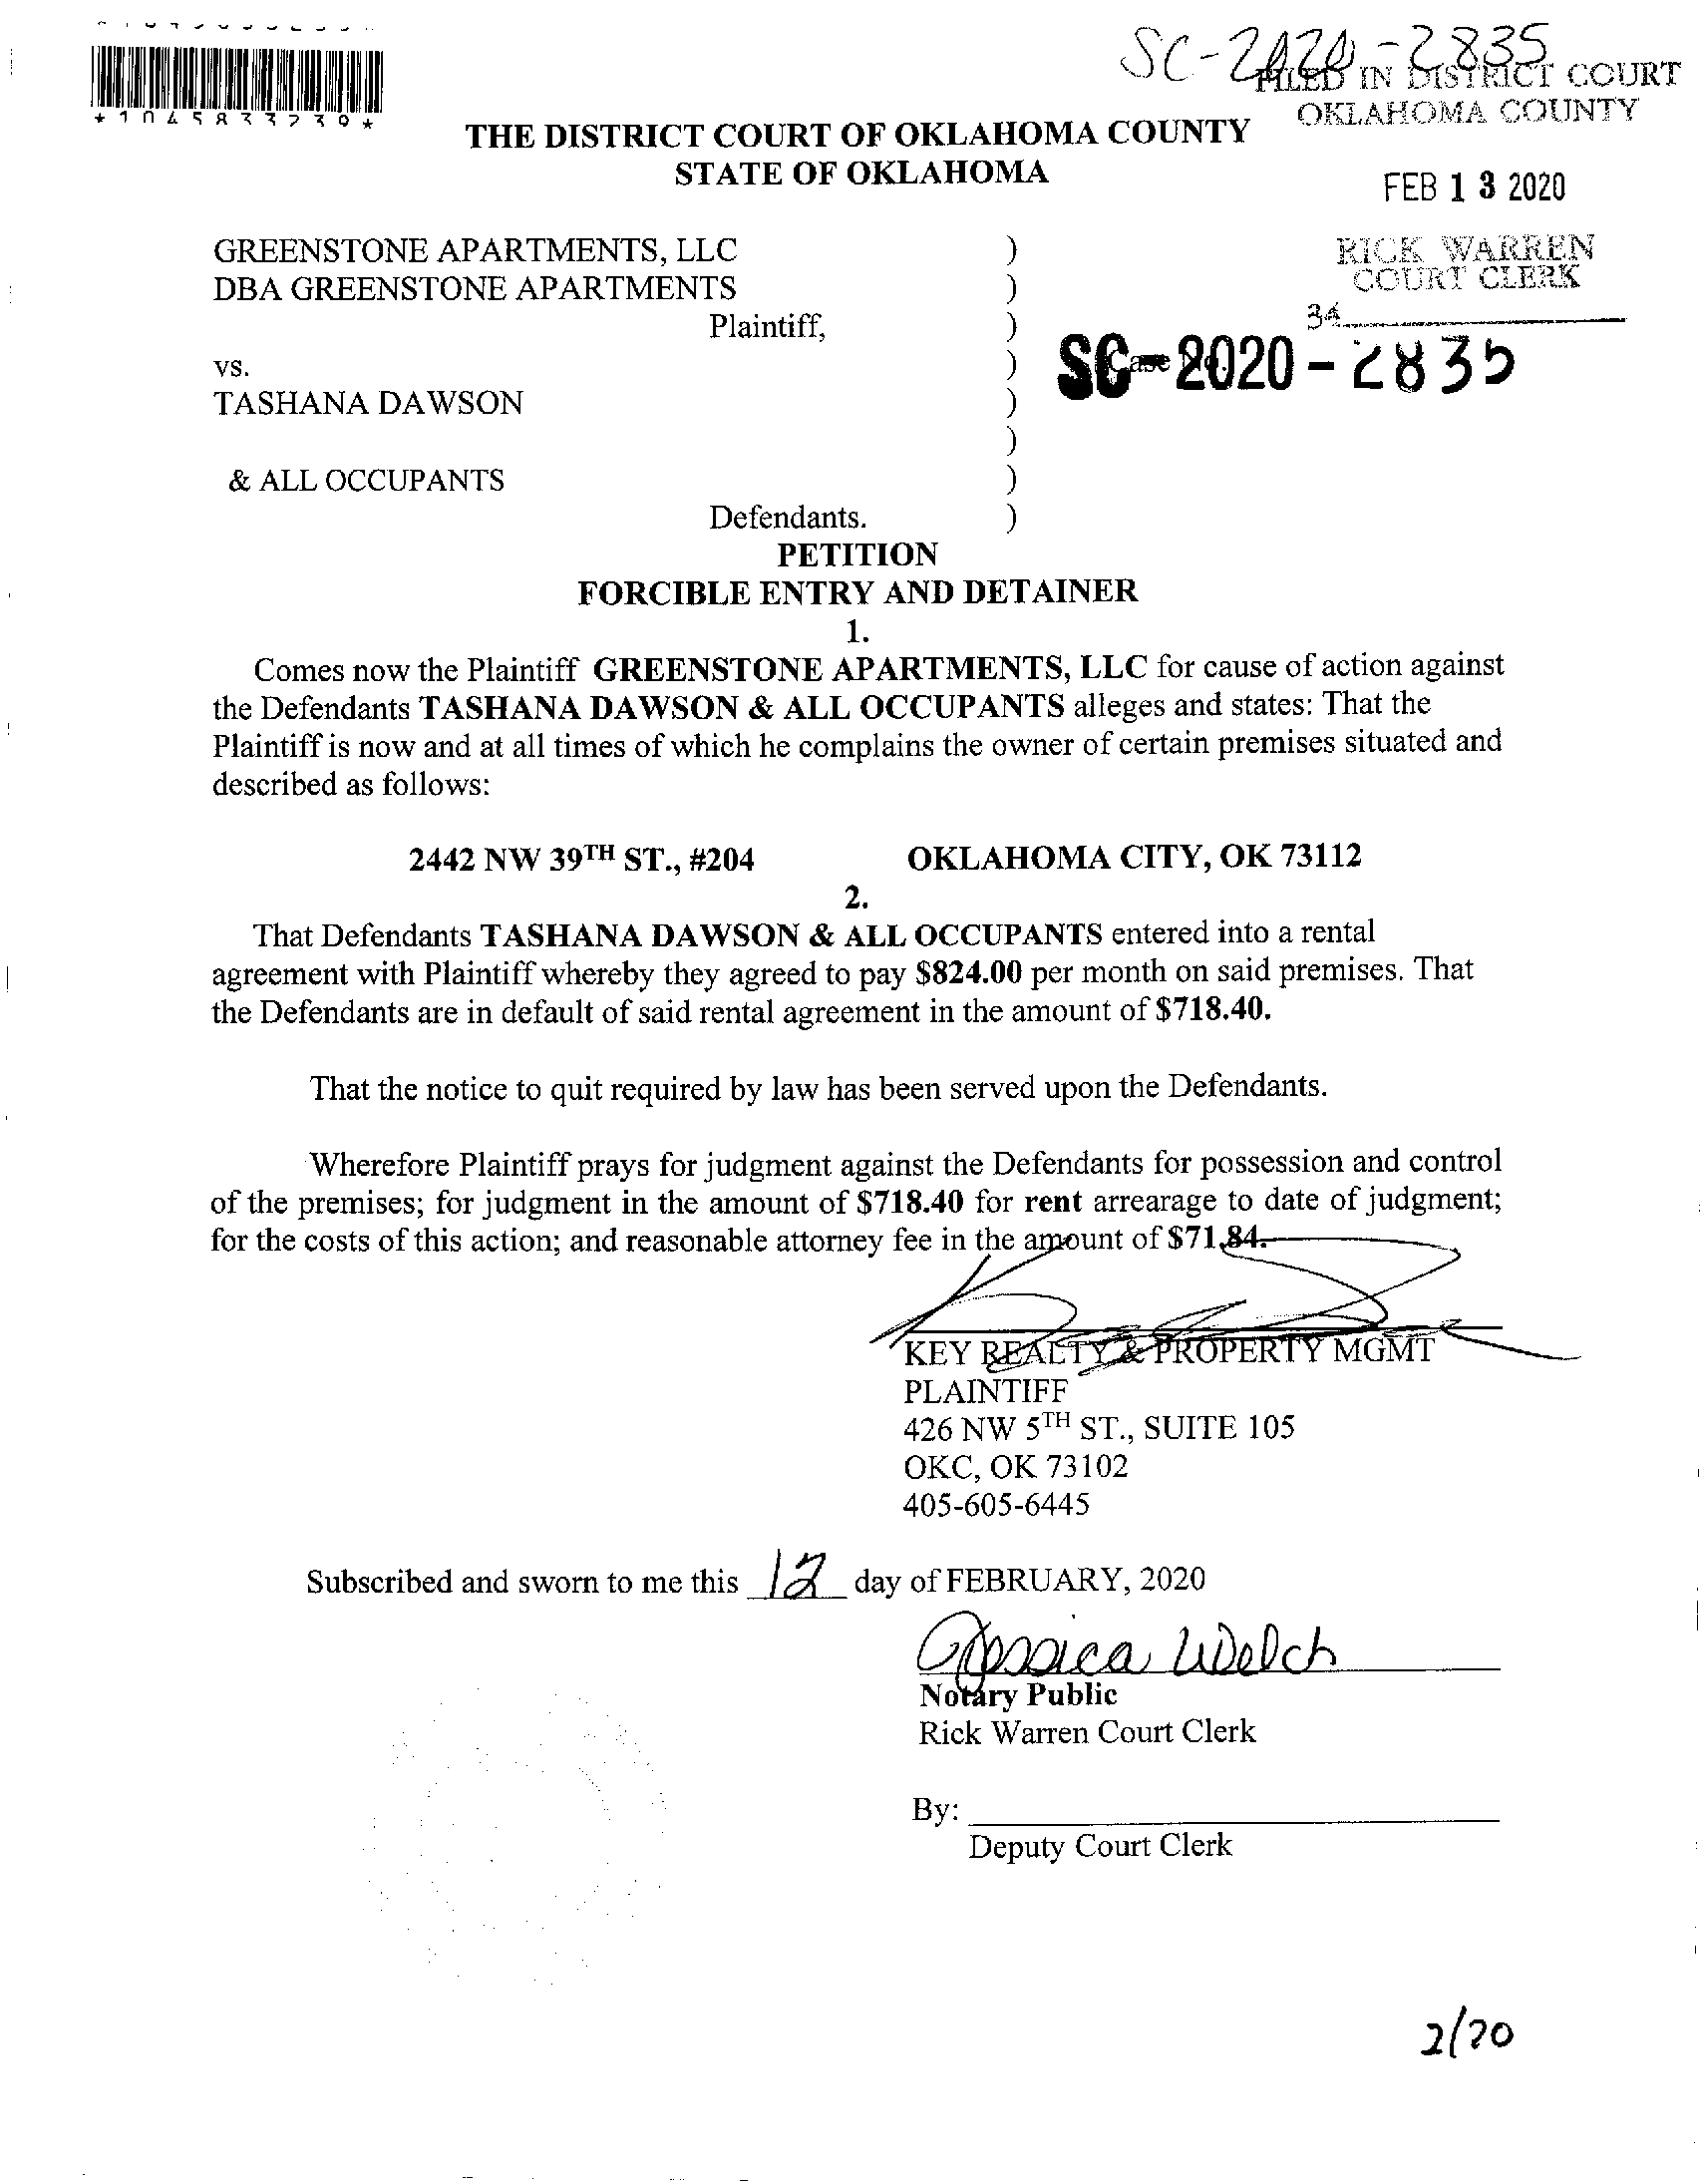 SC-2020-2835
FILED IN DISTRICT COURT
OKLAHOMA COUNTY
*1045833239*
THE DISTRICT COURT OF OKLAHOMA COUNTY
STATE OF OKLAHOMA
FEB 13 2020
RICK WARREN
COURT CLERK
34
GREENSTONE APARTMENTS, LLC )
DBA GREENSTONE APARTMENTS )
Plaintiff, )
vs. ) Case No. SC-2020-2835
TASHANA DAWSON )
)
& ALL OCCUPANTS )
Defendants. )
PETITION
FORCIBLE ENTRY AND DETAINER
1.
Comes now the Plaintiff GREENSTONE APARTMENTS, LLC for cause of action against
the Defendants TASHANA DAWSON & ALL OCCUPANTS alleges and states: That the
Plaintiff is now and at all times of which he complains the owner of certain premises situated and
described as follows:
2442 NW 39TH ST., #204 OKLAHOMA CITY, OK 73112
2.
That Defendants TASHANA DAWSON & ALL OCCUPANTS entered into a rental
agreement with Plaintiff whereby they agreed to pay $824.00 per month on said premises. That
the Defendants are in default of said rental agreement in the amount of $718.40.
That the notice to quit required by law has been served upon the Defendants.
Wherefore Plaintiff prays for judgment against the Defendants for possession and control
of the premises; for judgment in the amount of $718.40 for rent arrearage to date of judgment;
for the costs of this action; and reasonable attorney fee in the amount of $71.84.
KEY REALTY & PROPERTY MGMT
PLAINTIFF
426 NW 5TH ST., SUITE 105
OKC, OK 73102
405-605-6445
Subscribed and sworn to me this 12 day of FEBRUARY, 2020
Jessica Welch
Notary Public
Rick Warren Court Clerk
By:
Deputy Court Clerk
2/20